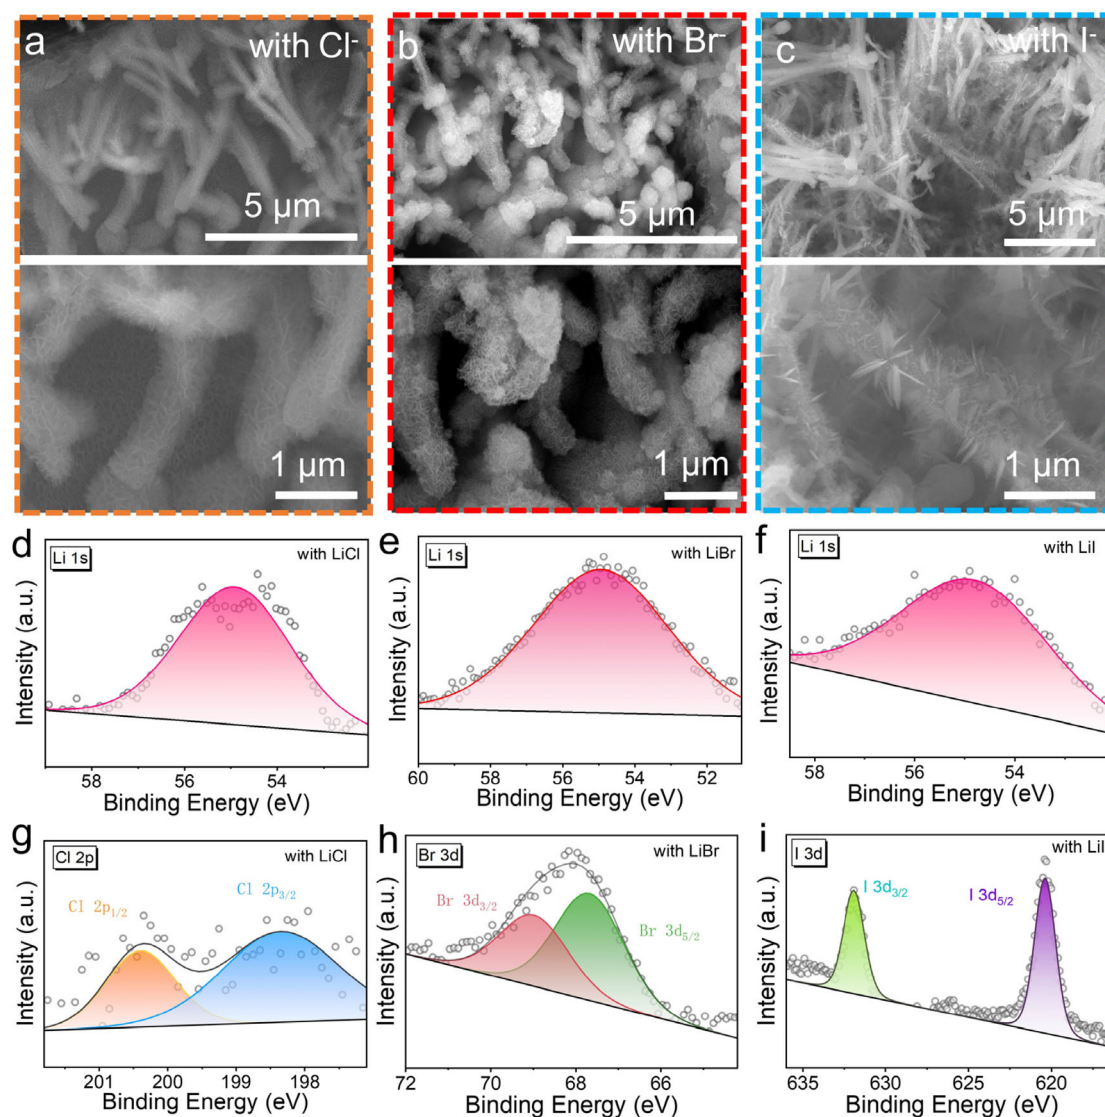 a
with Cl⁻
5 μm
1 μm
b
with Br⁻
5 μm
1 μm
c
with I⁻
5 μm
1 μm
d
Li 1s
with LiCl
Intensity (a.u.)
58 56 54
Binding Energy (eV)
e
Li 1s
with LiBr
Intensity (a.u.)
60 58 56 54 52
Binding Energy (eV)
f
Li 1s
with LiI
Intensity (a.u.)
58 56 54
Binding Energy (eV)
g
Cl 2p
with LiCl
Cl 2p1/2
Cl 2p3/2
Intensity (a.u.)
201 200 199 198
Binding Energy (eV)
h
Br 3d
with LiBr
Br 3d3/2
Br 3d5/2
Intensity (a.u.)
72 70 68 66
Binding Energy (eV)
i
I 3d
with LiI
I 3d3/2
I 3d5/2
Intensity (a.u.)
635 630 625 620
Binding Energy (eV)